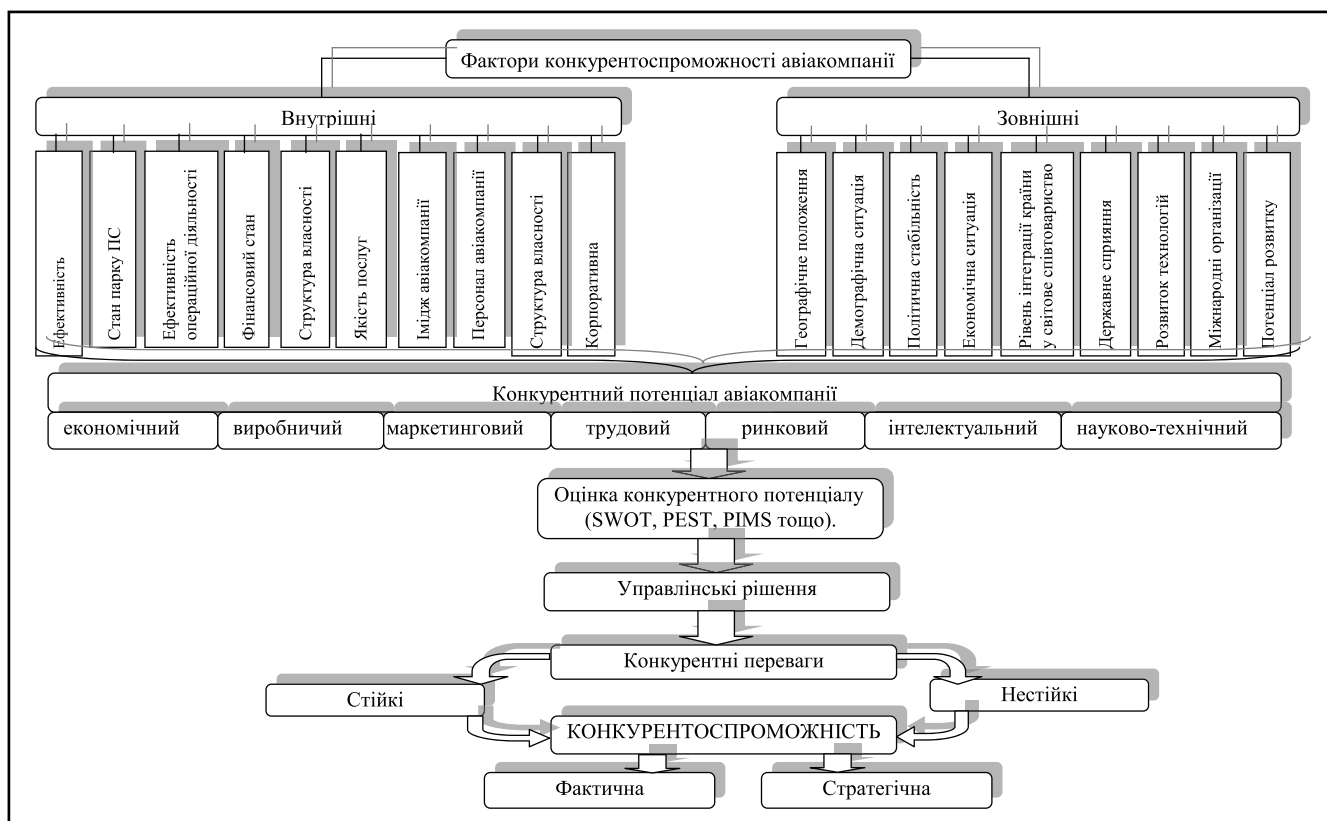 Фактори конкурентоспроможності авіакомпанії
Внутрішні
Зовнішні
Ефективність
Стан парку ПС
Ефективність
операційної діяльності
Фінансовий стан
Структура власності
Якість послуг
Імідж авіакомпанії
Персонал авіакомпанії
Структура власності
Корпоративна
Географічне положення
Демографічна ситуація
Політична стабільність
Економічна ситуація
Рівень інтеграції країни
у світове співтовариство
Державне сприяння
Розвиток технологій
Міжнародні організації
Потенціал розвитку
Конкурентний потенціал авіакомпанії
економічний
виробничий
маркетинговий
трудовий
ринковий
інтелектуальний
науково-технічний
Оцінка конкурентного потенціалу
(SWOT, PEST, PIMS тощо).
Управлінські рішення
Конкурентні переваги
Стійкі
Нестійкі
КОНКУРЕНТОСПРОМОЖНІСТЬ
Фактична
Стратегічна